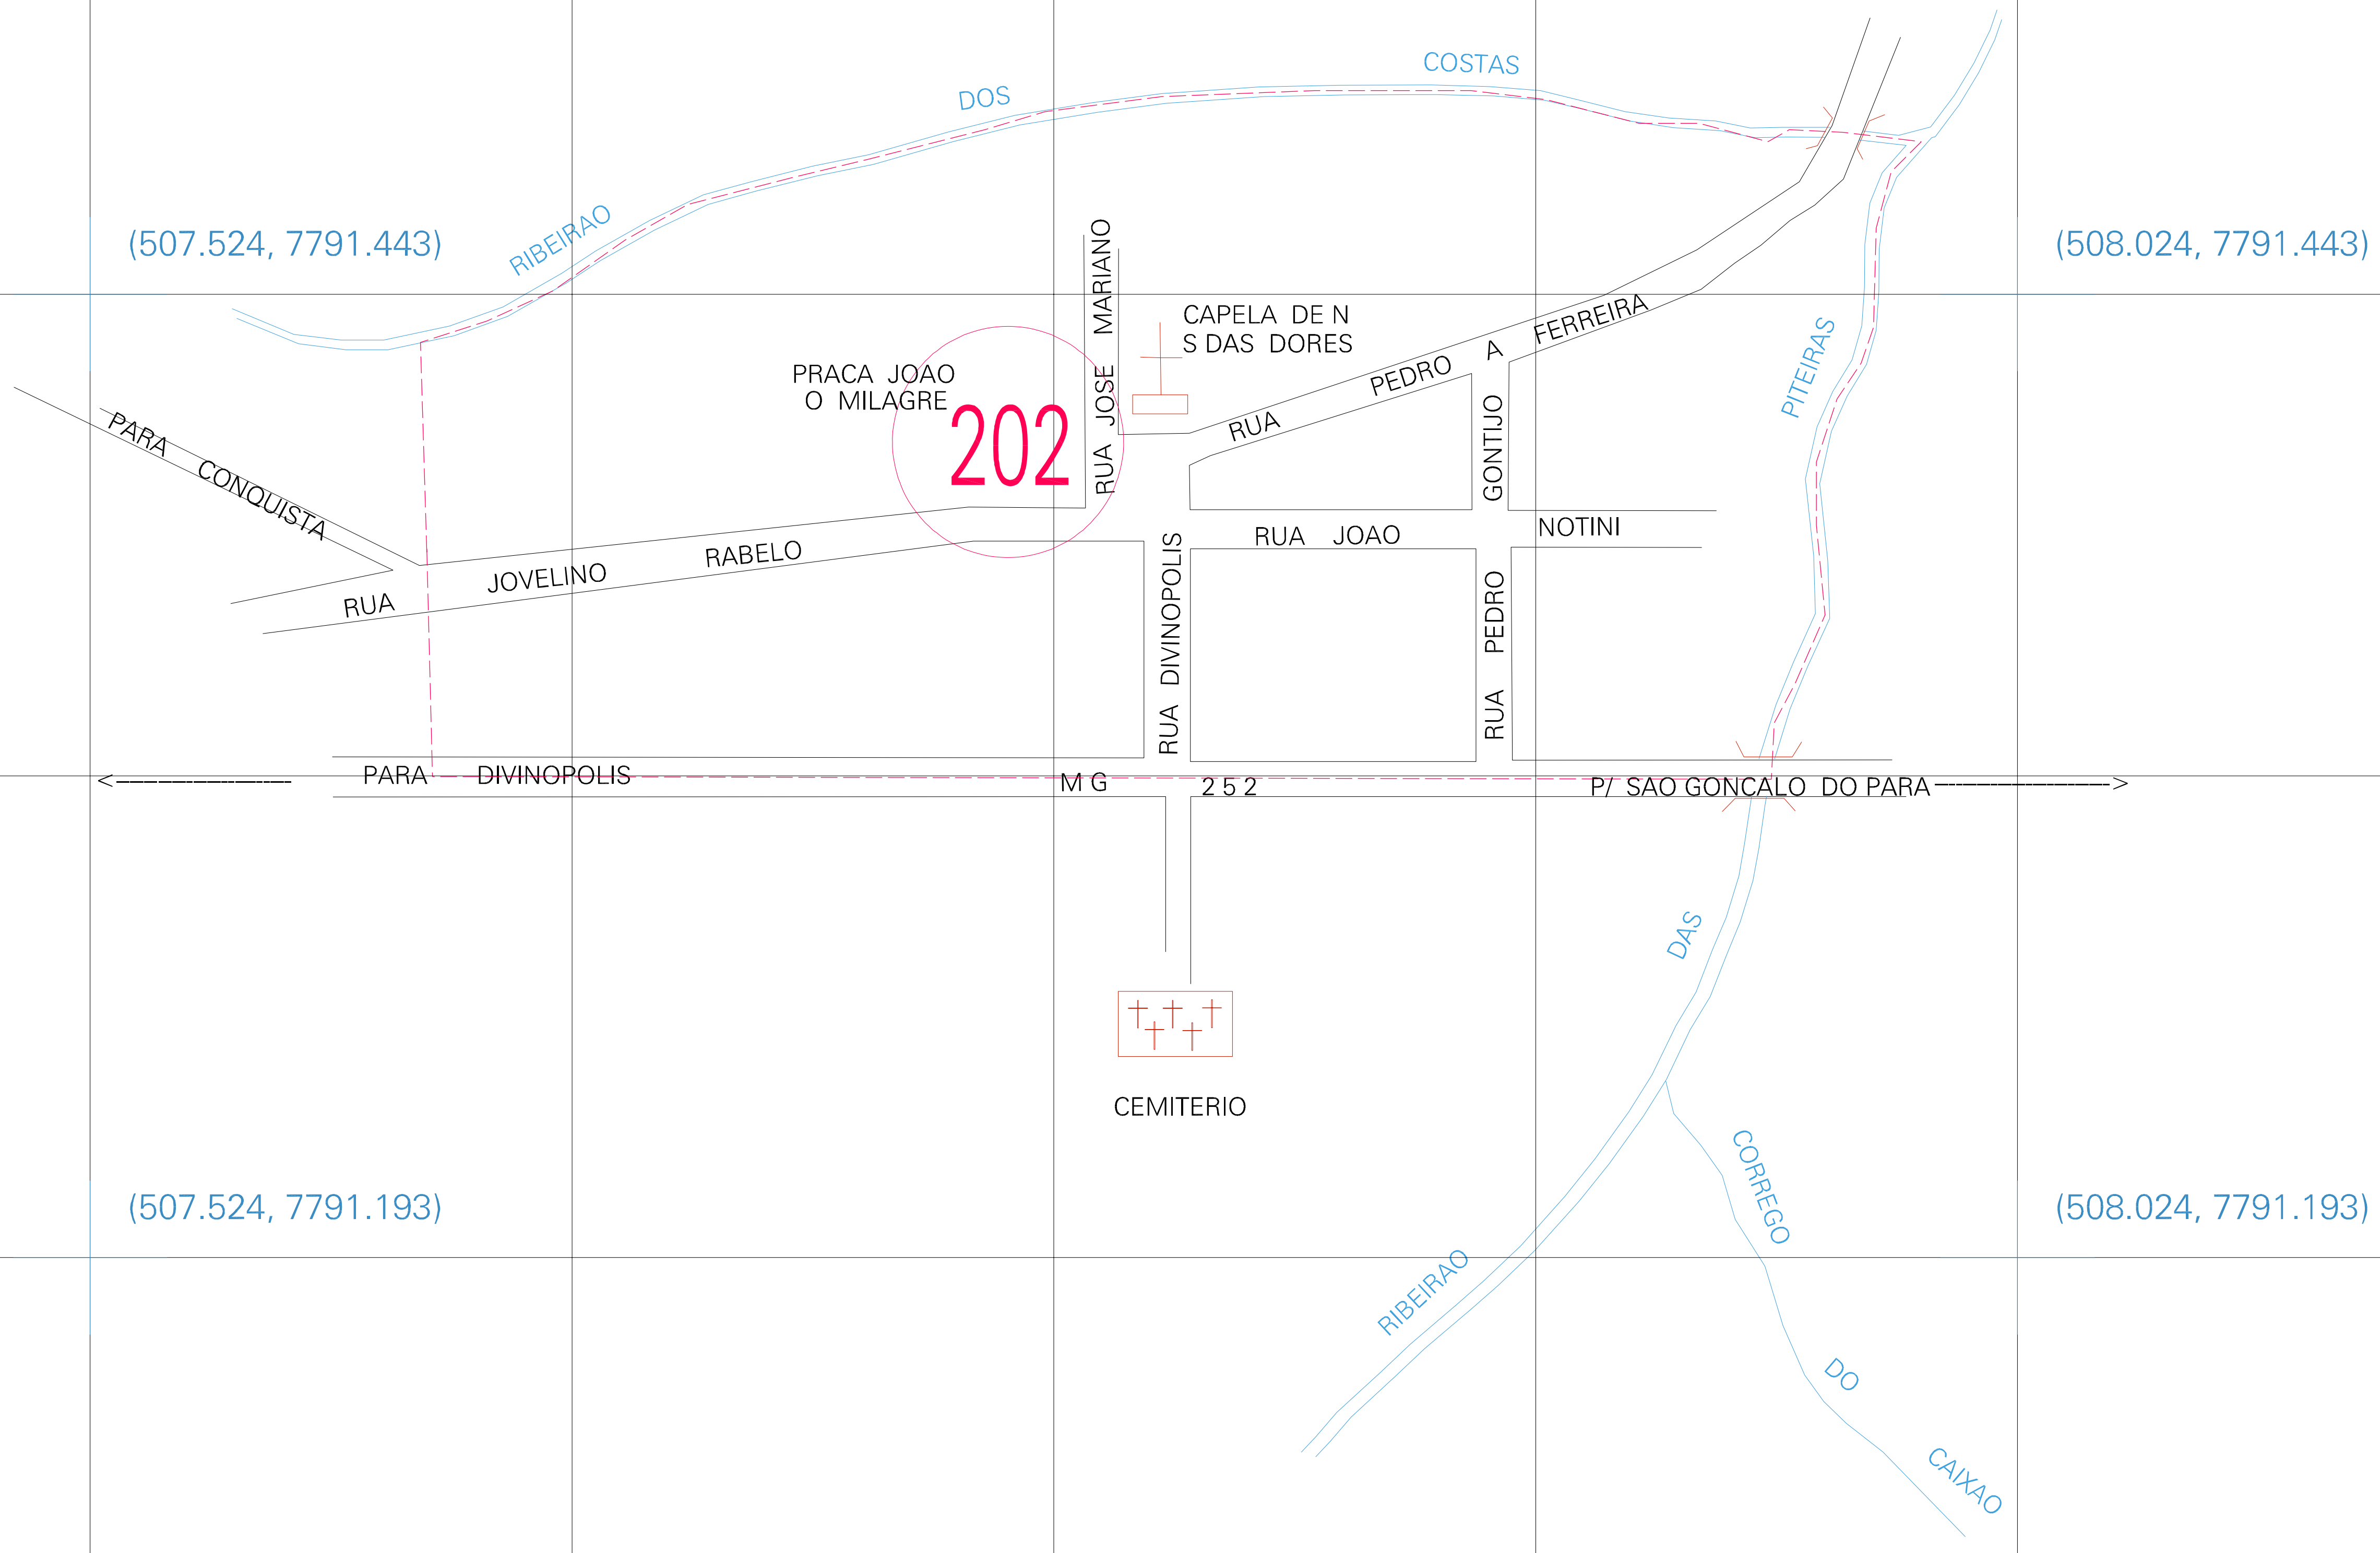 COSTAS
DOS
RIBEIRAO
(507.524, 7791.443)
(508.024, 7791.443)
RUA JOSE MARIANO
CAPELA DE N
S DAS DORES
PRACA JOAO
O MILAGRE
202
RUA PEDRO A FERREIRA
PITEIRAS
GONTIJO
PARA CONQUISTA
RUA JOVELINO RABELO
RUA JOAO NOTINI
RUA DIVINOPOLIS
RUA PEDRO
<-------------------- PARA DIVINOPOLIS
MG 252
P/ SAO GONCALO DO PARA-------------------->
DAS
CEMITERIO
CORREGO
(507.524, 7791.193)
(508.024, 7791.193)
RIBEIRAO
DO
CAIXAO